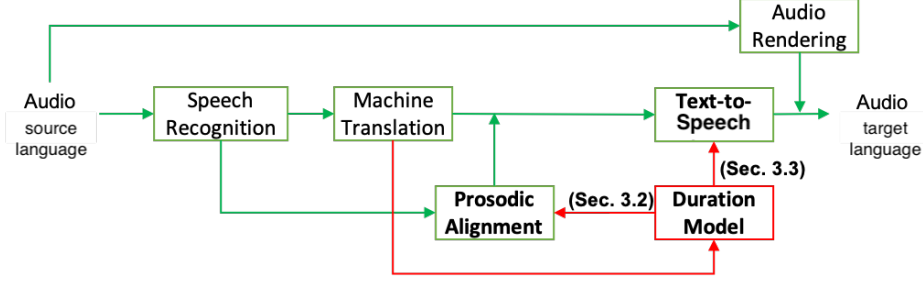 Audio
Rendering
Audio
source
language
Speech
Recognition
Machine
Translation
Text-to-
Speech
Audio
target
language
(Sec. 3.3)
Prosodic
Alignment
(Sec. 3.2)
Duration
Model